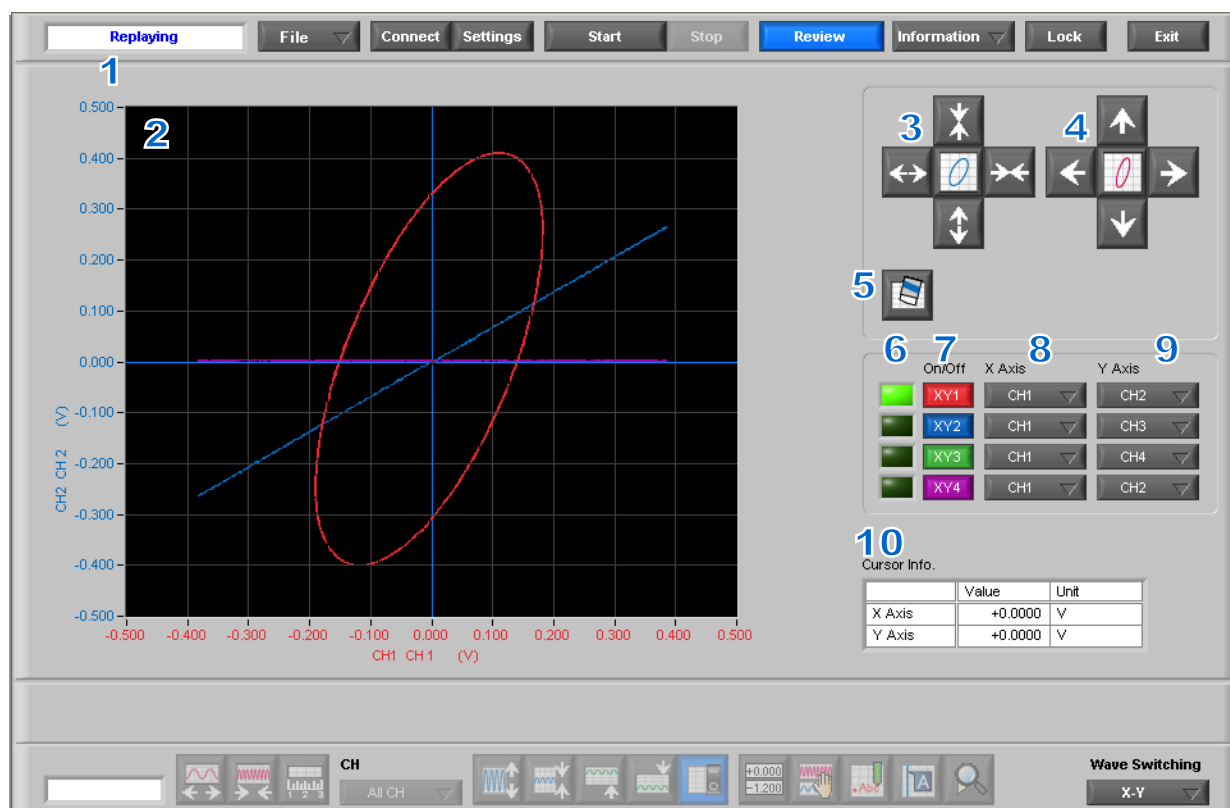 Replaying File Connect Settings Start Stop Review Information Lock Exit
1
2
3 4
0.500
0.400
0.300
0.200
0.100
0.000
-0.100
-0.200
-0.300
-0.400
-0.500
CH2 CH 2 (V)
-0.500 -0.400 -0.300 -0.200 -0.100 0.000 0.100 0.200 0.300 0.400 0.500
CH1 CH 1 (V)
5
6 7 8 9
On/Off X Axis Y Axis
XY1 CH1 CH2
XY2 CH1 CH3
XY3 CH1 CH4
XY4 CH1 CH2
10
Cursor Info.
Value Unit
X Axis +0.0000 V
Y Axis +0.0000 V
CH
All CH
1 2 3
+0.000
-1.200
.Abc
A
Wave Switching
X-Y